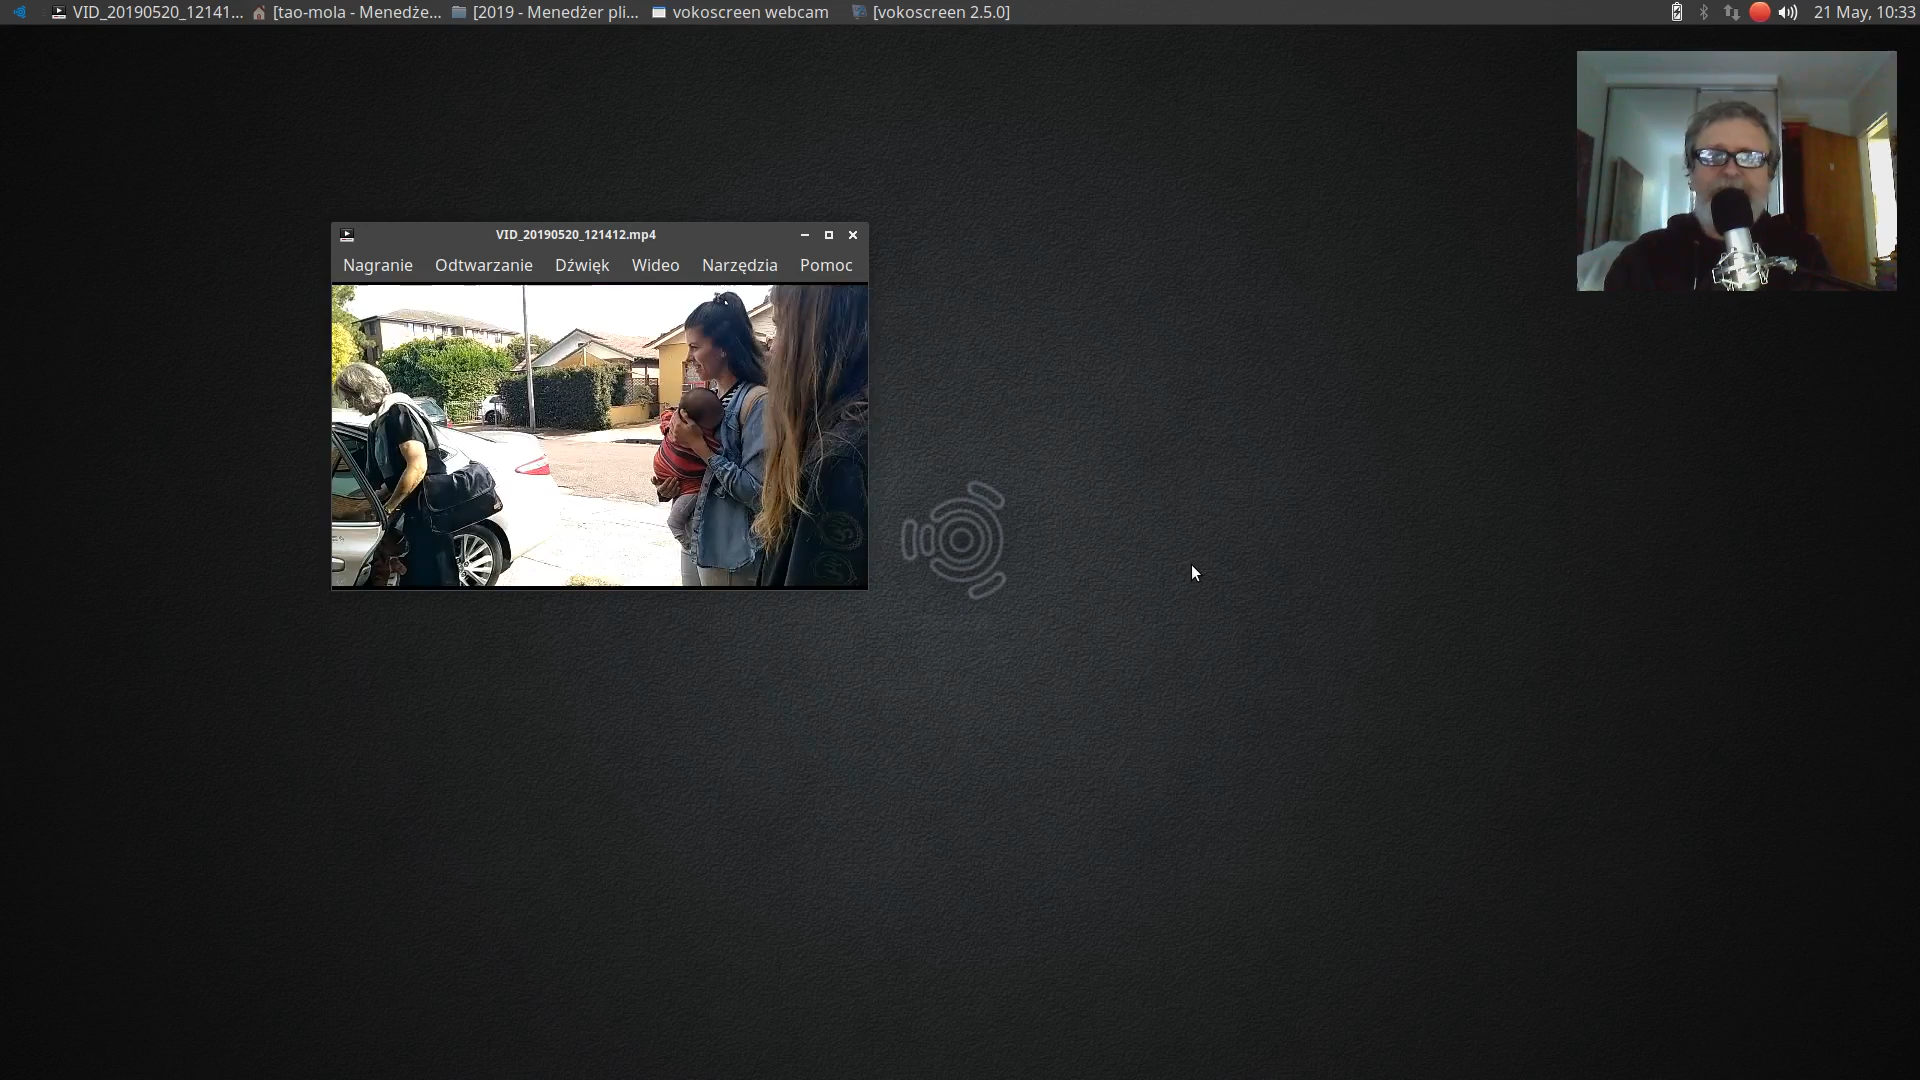 VID_20190520_12141... [tao-mola - Menedże... [2019 - Menedżer pli... vokoscreen webcam [vokoscreen 2.5.0] 21 May, 10:33
VID_20190520_121412.mp4
Nagranie Odtwarzanie Dźwięk Wideo Narzędzia Pomoc